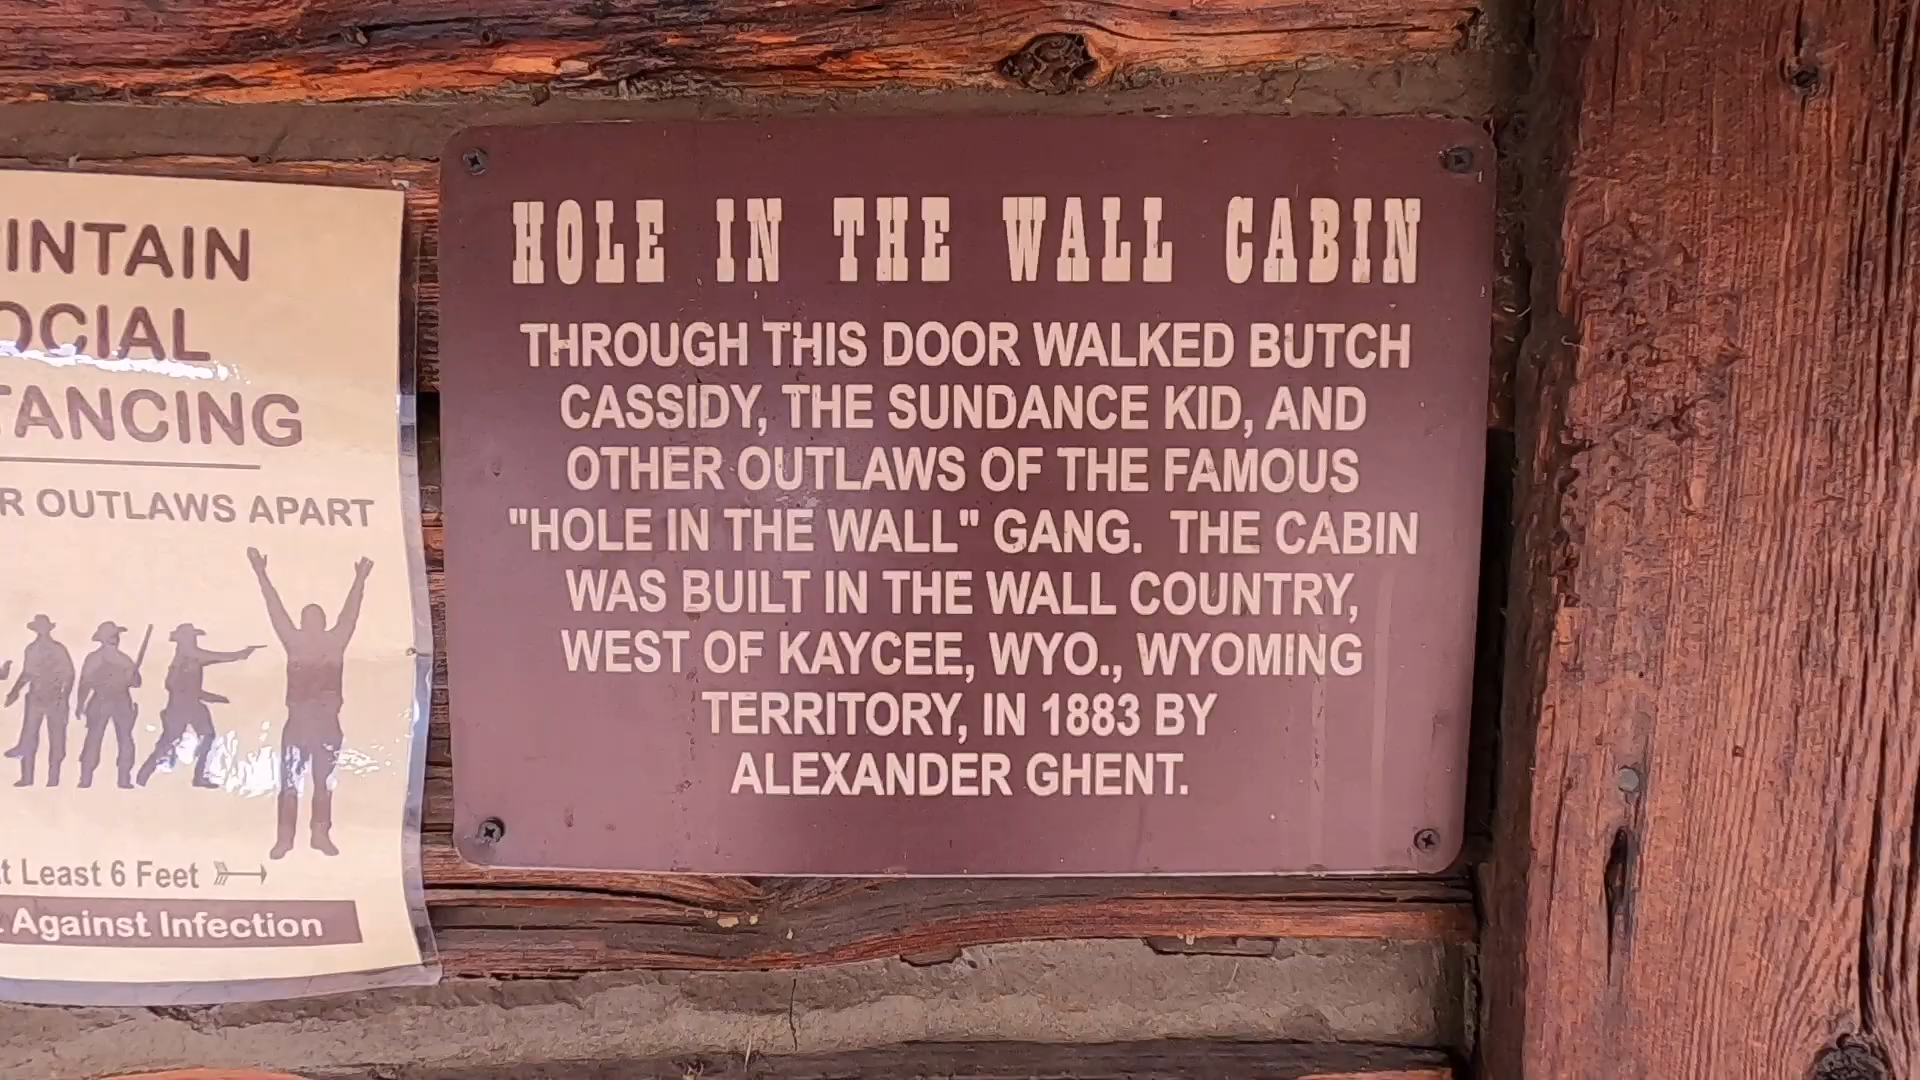 INTAIN
OCIAL
TANCING
R OUTLAWS APART
t Least 6 Feet
Against Infection
HOLE IN THE WALL CABIN
THROUGH THIS DOOR WALKED BUTCH
CASSIDY, THE SUNDANCE KID, AND
OTHER OUTLAWS OF THE FAMOUS
"HOLE IN THE WALL" GANG. THE CABIN
WAS BUILT IN THE WALL COUNTRY,
WEST OF KAYCEE, WYO., WYOMING
TERRITORY, IN 1883 BY
ALEXANDER GHENT.